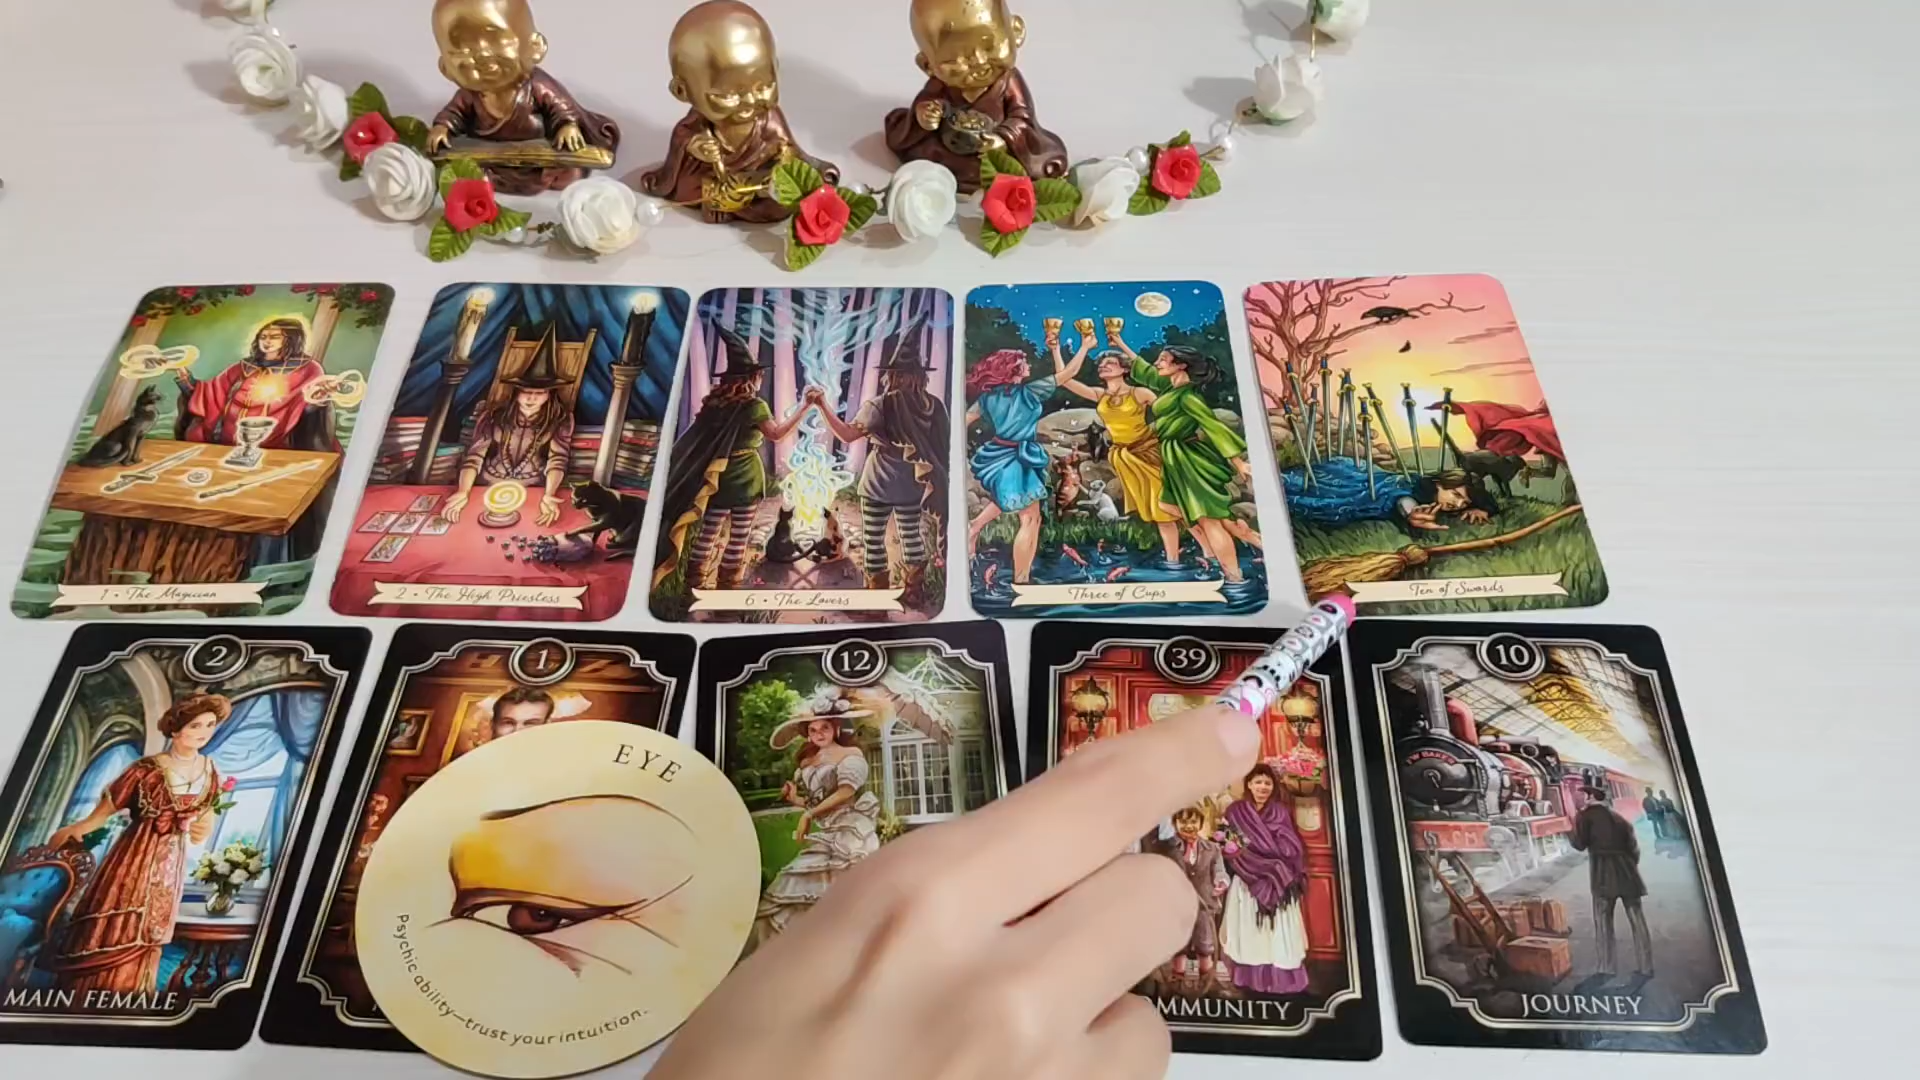 1 • The Magician
2 • The High Priestess
6 • The Lovers
Three of Cups
Ten of Swords
2
1
12
39
10
EYE
Psychic ability—trust your intuition.
MAIN FEMALE
MMUNITY
JOURNEY